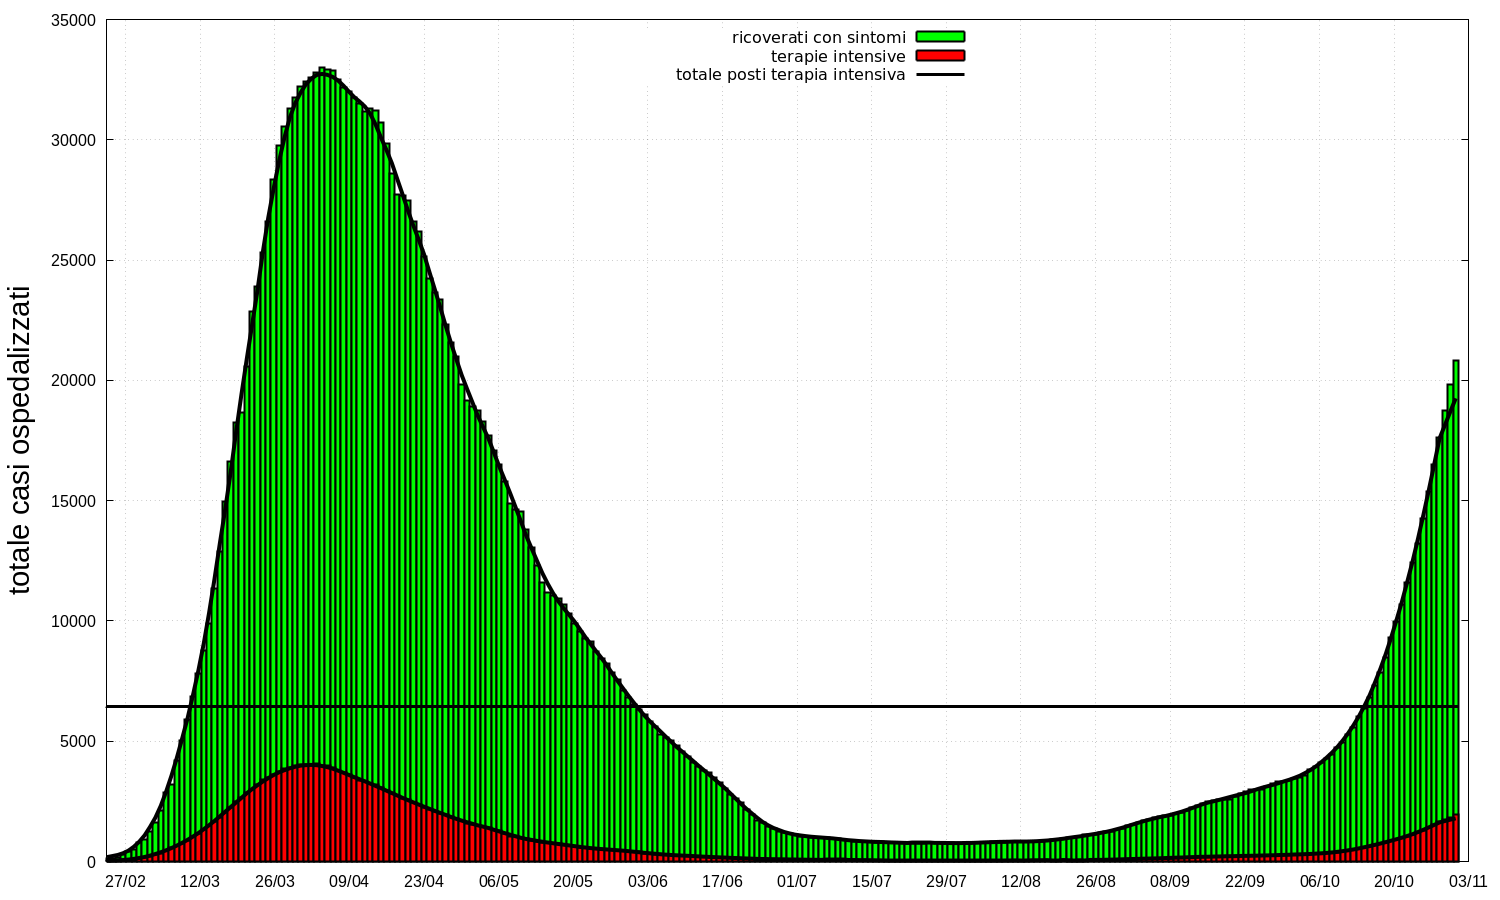 ricoverati con sintomi
terapie intensive
totale posti terapia intensiva
totale casi ospedalizzati
35000
30000
25000
20000
15000
10000
5000
0
27/02 12/03 26/03 09/04 23/04 06/05 20/05 03/06 17/06 01/07 15/07 29/07 12/08 26/08 08/09 22/09 06/10 20/10 03/11